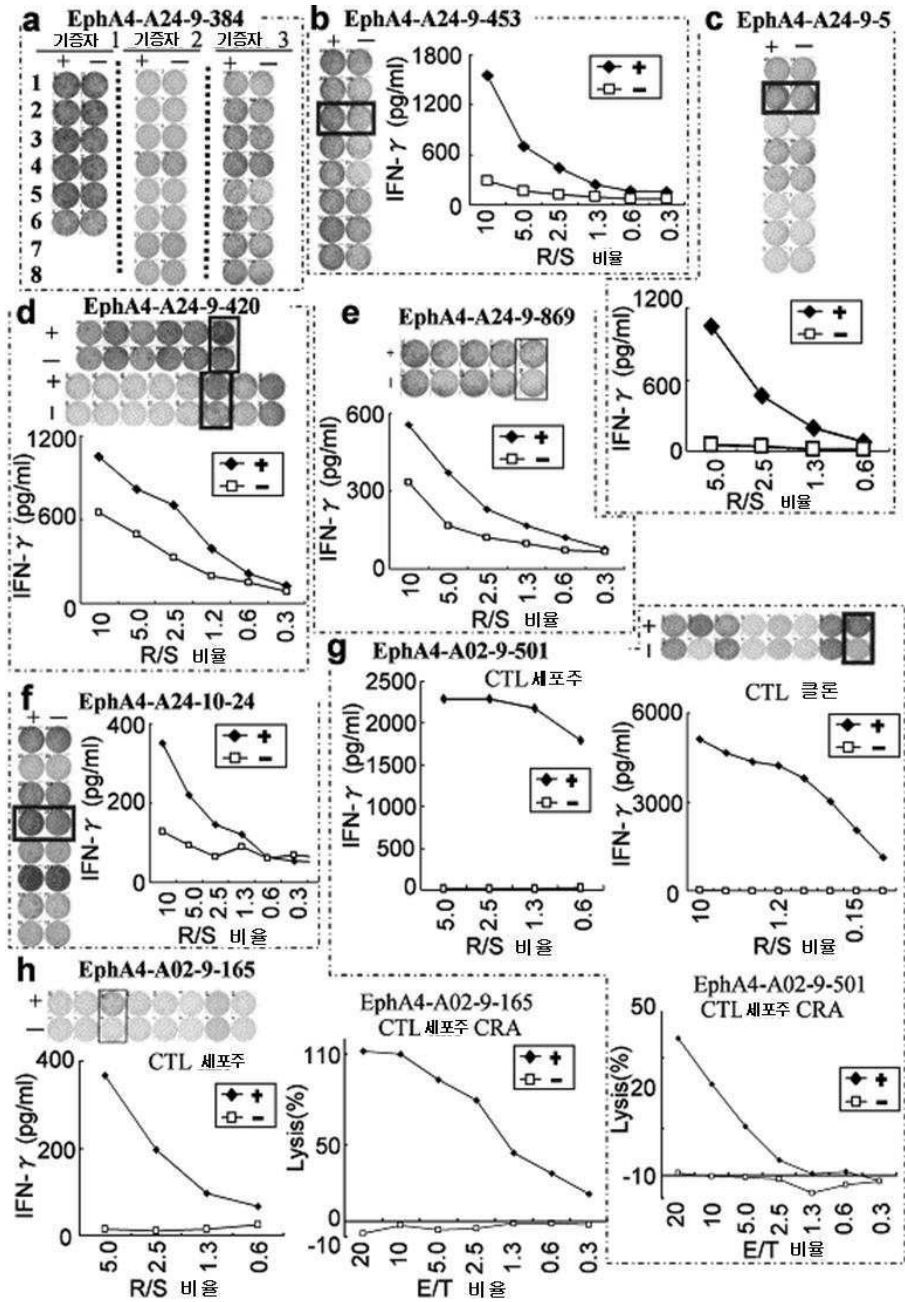 a EphA4-A24-9-384
기증자 1 기증자 2 기증자 3
+ − + − + −
1
2
3
4
5
6
7
8
b EphA4-A24-9-453
+ −
IFN-γ (pg/ml)
1800
1200
600
0
+
−
10 5.0 2.5 1.3 0.6 0.3
R/S 비율
c EphA4-A24-9-5
+ −
IFN-γ (pg/ml)
1200
600
0
+
−
5.0 2.5 1.3 0.6
R/S 비율
d EphA4-A24-9-420
+
−
+
−
IFN-γ (pg/ml)
1200
600
0
+
−
10 5.0 2.5 1.2 0.6 0.3
R/S 비율
e EphA4-A24-9-869
+
−
IFN-γ (pg/ml)
600
300
0
+
−
10 5.0 2.5 1.3 0.6 0.3
R/S 비율
f EphA4-A24-10-24
+ −
IFN-γ (pg/ml)
400
200
0
+
−
10 5.0 2.5 1.3 0.6 0.3
R/S 비율
g EphA4-A02-9-501
CTL 세포주
IFN-γ (pg/ml)
2500
2000
1500
1000
500
0
+
−
5.0 2.5 1.3 0.6
R/S 비율
+
−
CTL 클론
IFN-γ (pg/ml)
6000
3000
0
+
−
10 1.2 0.15
R/S 비율
h EphA4-A02-9-165
+
−
CTL 세포주
IFN-γ (pg/ml)
400
200
0
+
−
5.0 2.5 1.3 0.6
R/S 비율
EphA4-A02-9-165
CTL 세포주 CRA
Lysis(%)
110
50
0
-10
+
−
20 10 5.0 2.5 1.3 0.6 0.3
E/T 비율
EphA4-A02-9-501
CTL 세포주 CRA
Lysis(%)
50
20
-10
+
−
20 10 5.0 2.5 1.3 0.6 0.3
E/T 비율